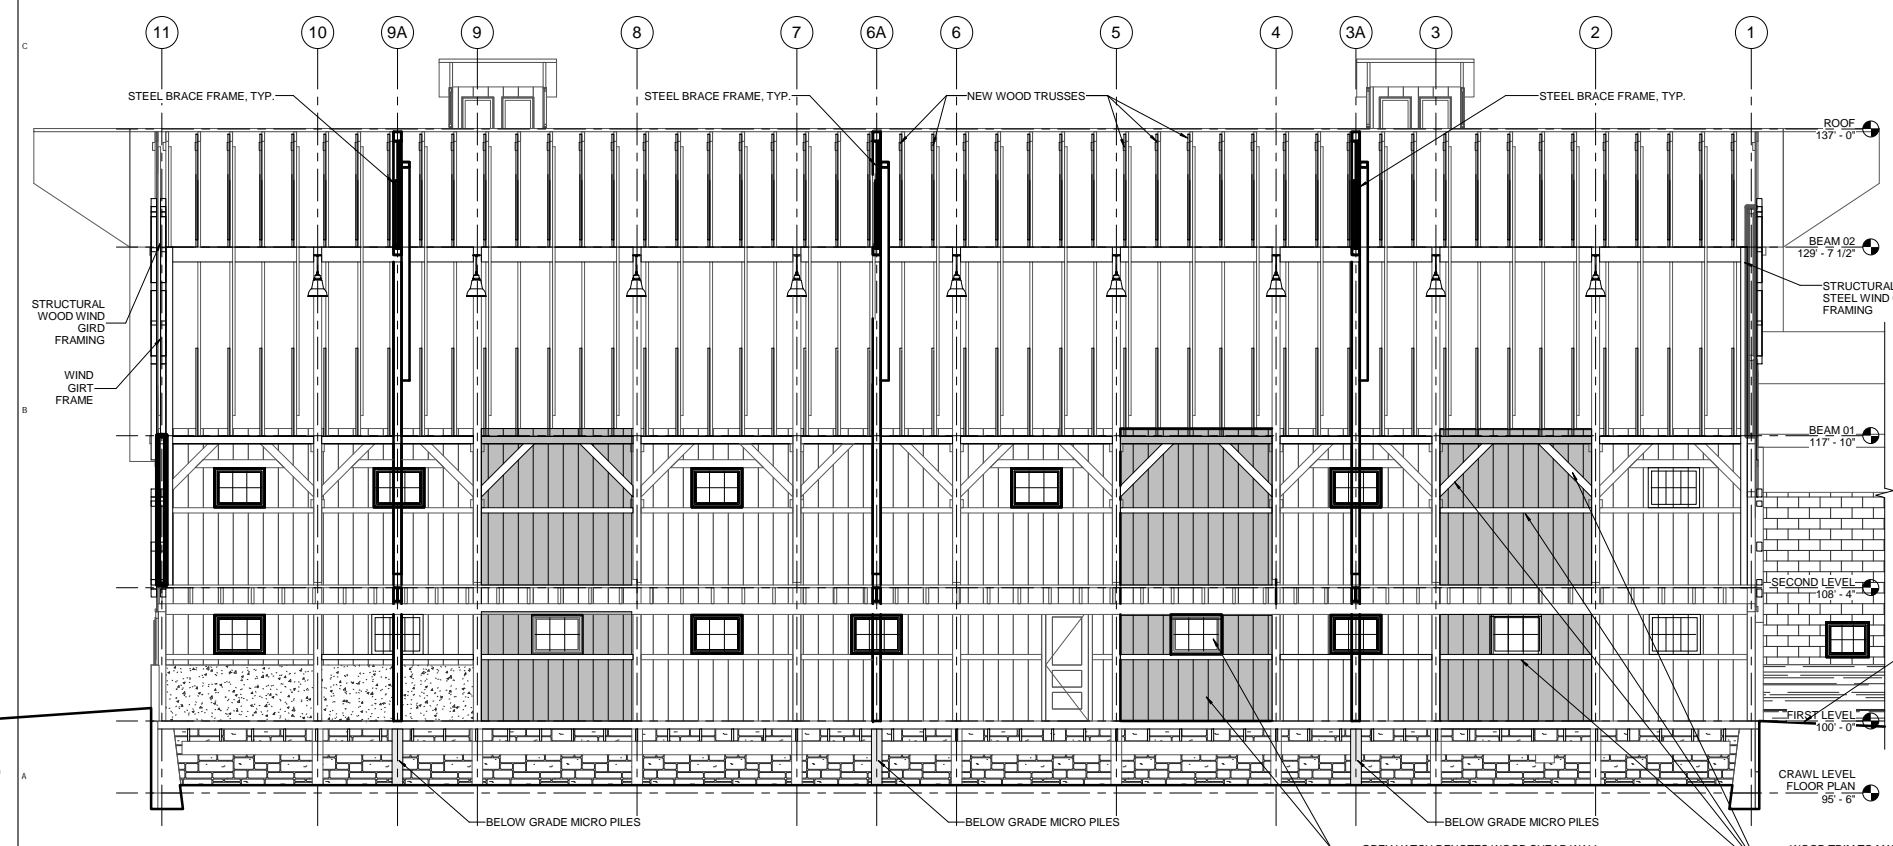 C
11 10 9A 9 8 7 6A 6 5 4 3A 3 2 1
STEEL BRACE FRAME, TYP.
STEEL BRACE FRAME, TYP.
NEW WOOD TRUSSES
STEEL BRACE FRAME, TYP.
ROOF
137' - 0"
BEAM 02
129' - 7 1/2"
STRUCTURAL
WOOD WIND
GIRD
FRAMING
STRUCTURAL
STEEL WIND
FRAMING
WIND
GIRT
FRAME
B
BEAM 01
117' - 10"
SECOND LEVEL
108' - 4"
FIRST LEVEL
100' - 0"
A
CRAWL LEVEL
FLOOR PLAN
95' - 6"
BELOW GRADE MICRO PILES
BELOW GRADE MICRO PILES
BELOW GRADE MICRO PILES